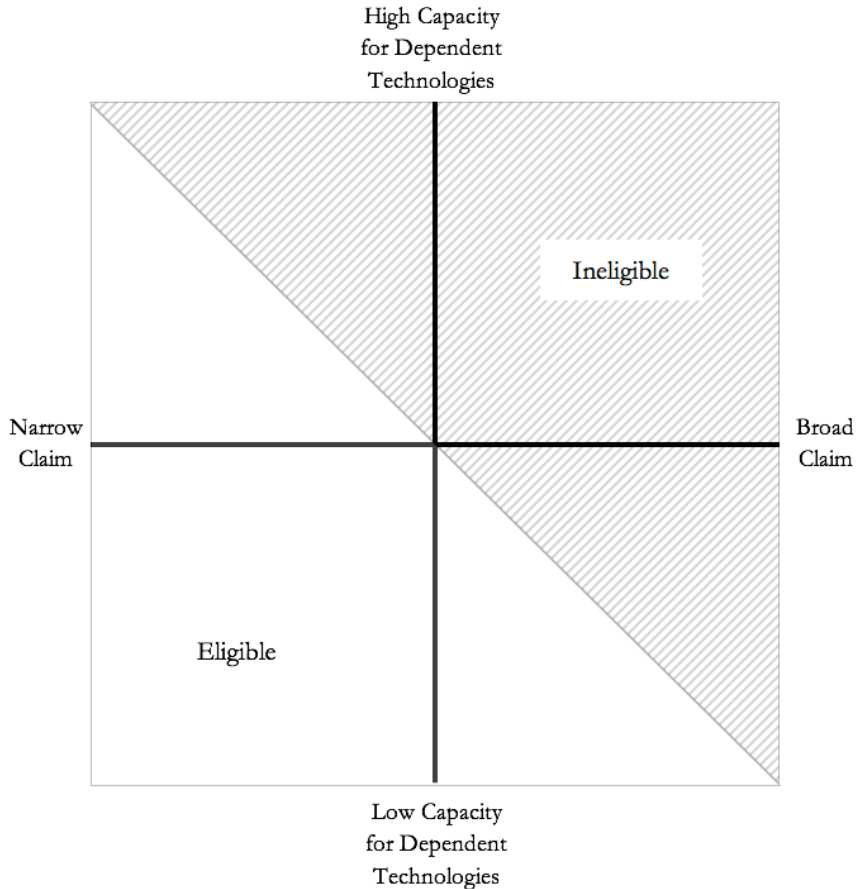 High Capacity
for Dependent
Technologies
Ineligible
Narrow
Claim
Broad
Claim
Eligible
Low Capacity
for Dependent
Technologies